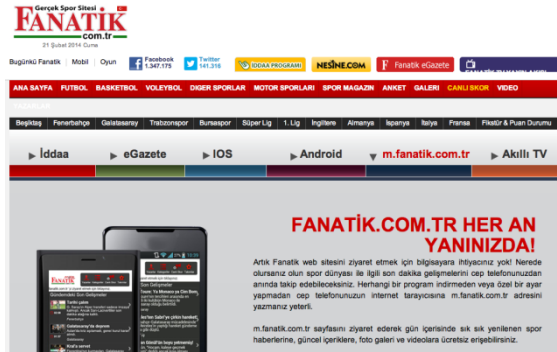 Gerçek Spor Sitesi
FANATİK
com.tr
21 Şubat 2014 Cuma
Bugünkü Fanatik | Mobil | Oyun
Facebook
1.347.175
Twitter
141.318
İDDAA PROGRAMI
NESİNE.COM
F Fanatik eGazete
ANA SAYFA FUTBOL BASKETBOL VOLEYBOL DIGER SPORLAR MOTOR SPORLARI SPOR MAGAZIN ANKET GALERI CANLI SKOR VIDEO
Beşiktaş Fenerbahçe Galatasaray Trabzonspor Bursaspor Süper Lig 1. Lig İngiltere Almanya İspanya İtalya Fransa Fikstür & Puan Durumu
İddaa eGazete IOS Android m.fanatik.com.tr Akıllı TV
FANATİK.COM.TR HER AN
YANINIZDA!
Artık Fanatik web sitesini ziyaret etmek için bilgisayara ihtiyacınız yok! Nerede
olursanız olun spor dünyası ile ilgili son dakika gelişmelerini cep telefonunuzdan
anında takip edebileceksiniz. Herhangi bir program indirmeden veya özel bir ayar
yapmadan cep telefonunuzun internet tarayıcısına m.fanatik.com.tr adresini
yazmanız yeterli.
m.fanatik.com.tr sayfasını ziyaret ederek gün içerisinde sık sık yenilenen spor
haberlerine, güncel içeriklere, foto galeri ve videolara ücretsiz erişebilirsiniz.
FANATİK